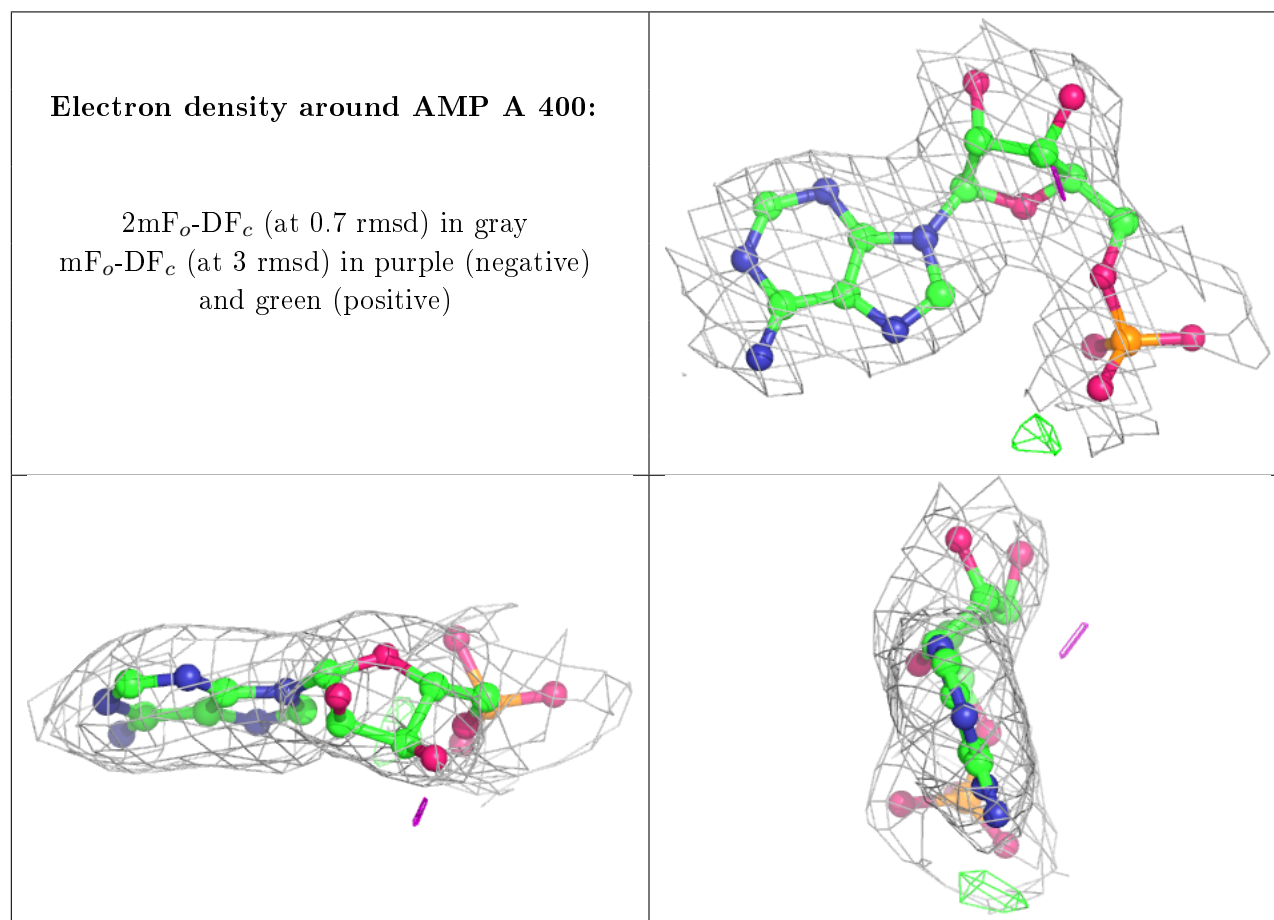 Electron density around AMP A 400:
2mFₒ-DF𝒸 (at 0.7 rmsd) in gray
mFₒ-DF𝒸 (at 3 rmsd) in purple (negative)
and green (positive)